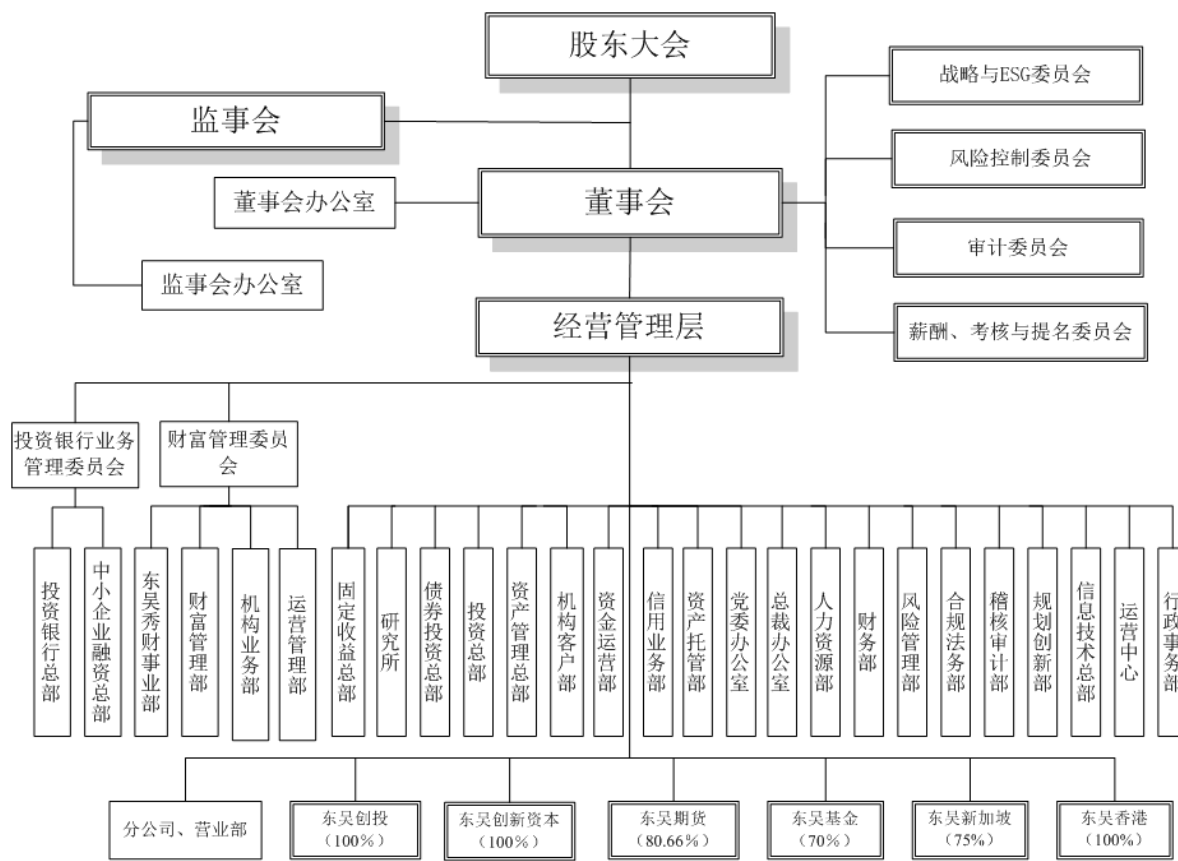 股东大会
战略与ESG委员会
监事会
风险控制委员会
董事会办公室
董事会
审计委员会
监事会办公室
经营管理层
薪酬、考核与提名委员会
投资银行业务
管理委员会
财富管理委员
会
投资银行总部
中小企业融资总部
东吴秀财事业部
财富管理部
机构业务部
运营管理部
固定收益总部
研究所
债券投资总部
投资总部
资产管理总部
机构客户部
资金运营部
信用业务部
资产托管部
党委办公室
总裁办公室
人力资源部
财务部
风险管理部
合规法务部
稽核审计部
规划创新部
信息技术总部
运营中心
行政事务部
分公司、营业部
东吴创投
（100%）
东吴创新资本
（100%）
东吴期货
（80.66%）
东吴基金
（70%）
东吴新加坡
（75%）
东吴香港
（100%）